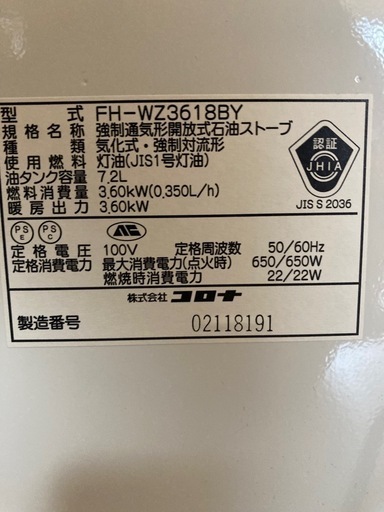 型式 FH-WZ3618BY
規格名称 強制通気形開放式石油ストーブ
種類 気化式・強制対流形
使用燃料 灯油(JIS1号灯油)
油タンク容量 7.2L
燃料消費量 3.60kW(0.350L/h)
暖房出力 3.60kW
認証
JHIA
JIS S 2036
PS E
PS C
定格電圧 100V 定格周波数 50/60Hz
定格消費電力 最大消費電力(点火時) 650/650W
燃焼時消費電力 22/22W
株式会社 コロナ
製造番号 02118191